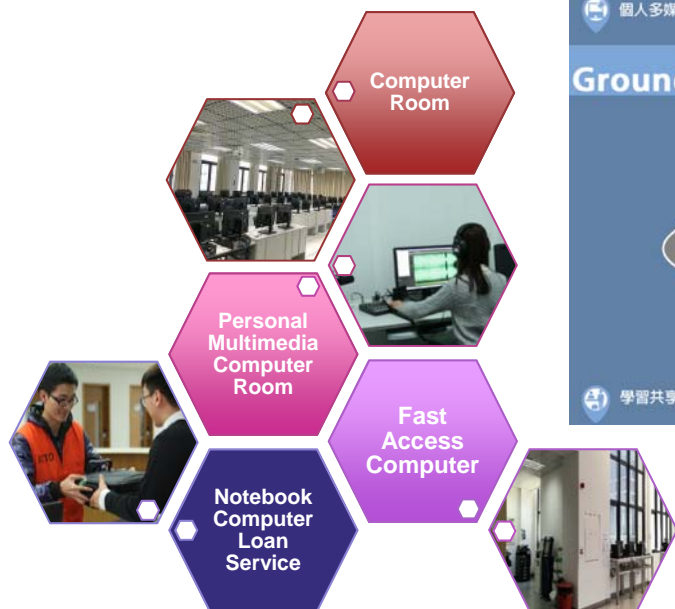 Computer
Room
Personal
Multimedia
Computer
Room
Fast
Access
Computer
Notebook
Computer
Loan
Service
個人多媒
Groun
學習共享